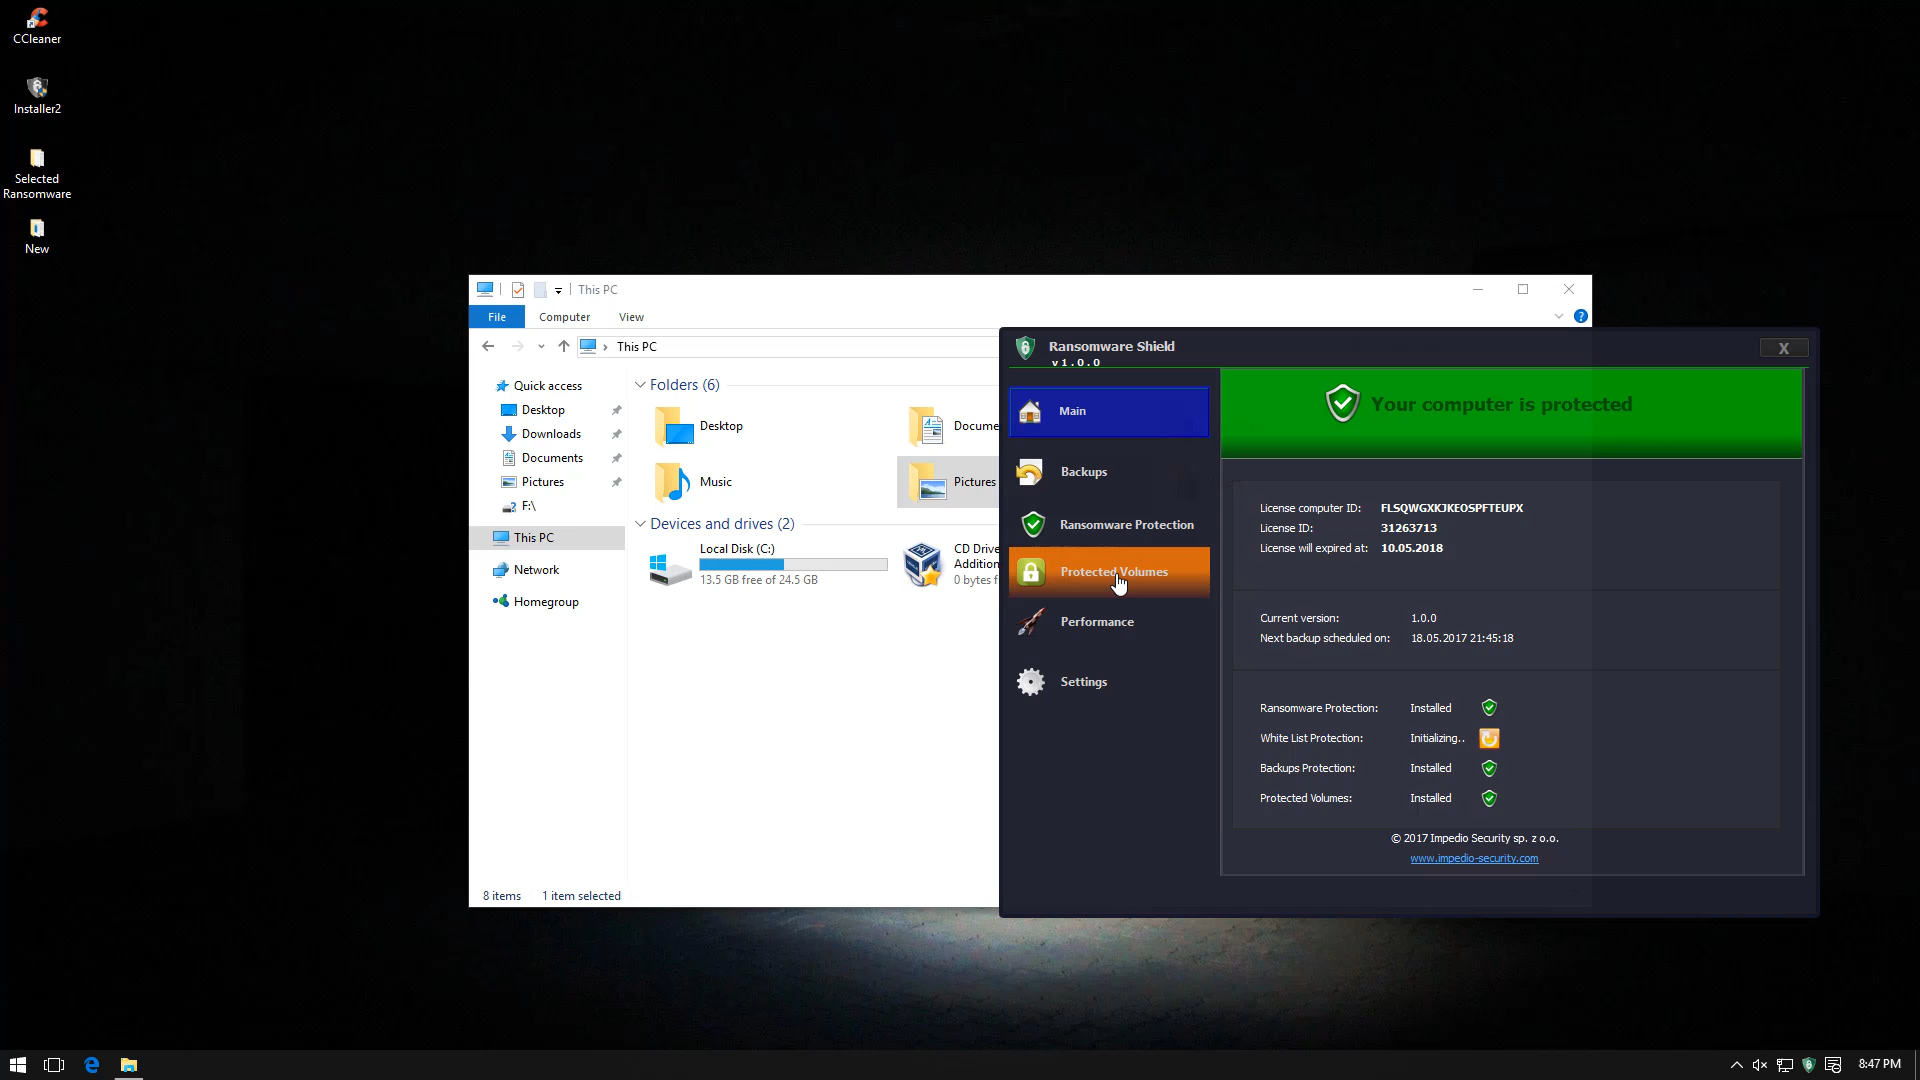 CCleaner
Installer2
Selected
Ransomware
New
This PC
File
Computer
View
This PC
Quick access
Desktop
Downloads
Documents
Pictures
F:\
This PC
Network
Homegroup
Folders (6)
Desktop
Docume
Music
Pictures
Devices and drives (2)
Local Disk (C:)
13.5 GB free of 24.5 GB
CD Drive
Addition
0 bytes f
8 items
1 item selected
Ransomware Shield
v1.0.0
X
Main
Backups
Ransomware Protection
Protected Volumes
Performance
Settings
Your computer is protected
License computer ID: FLSQWGXKJKEOSPFTEUPX
License ID: 31263713
License will expired at: 10.05.2018
Current version: 1.0.0
Next backup scheduled on: 18.05.2017 21:45:18
Ransomware Protection: Installed
White List Protection: Initializing..
Backups Protection: Installed
Protected Volumes: Installed
© 2017 Impedio Security sp. z o.o.
www.impedio-security.com
8:47 PM